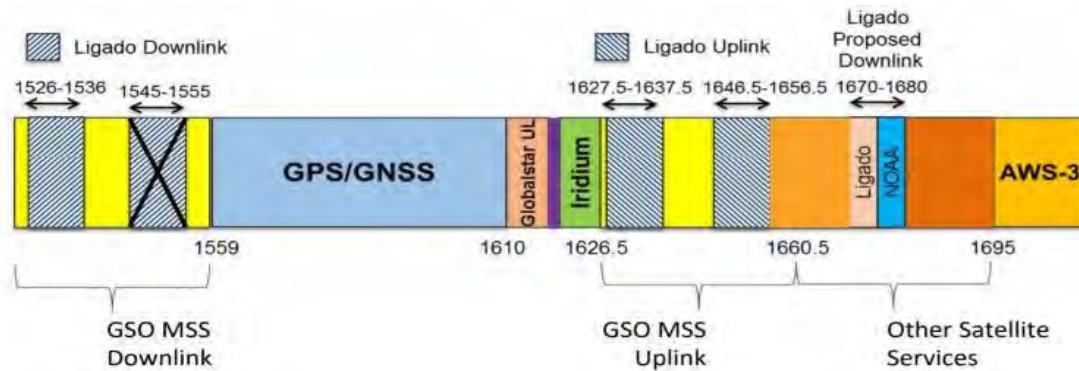 Ligado Downlink
Ligado Uplink
Ligado
Proposed
Downlink
1526-1536
1545-1555
1627.5-1637.5
1646.5-1656.5
1670-1680
GPS/GNSS
Globalstar UL
Iridium
Ligado
NOAA
AWS-3
1559
1610
1626.5
1660.5
1695
GSO MSS
Downlink
GSO MSS
Uplink
Other Satellite
Services